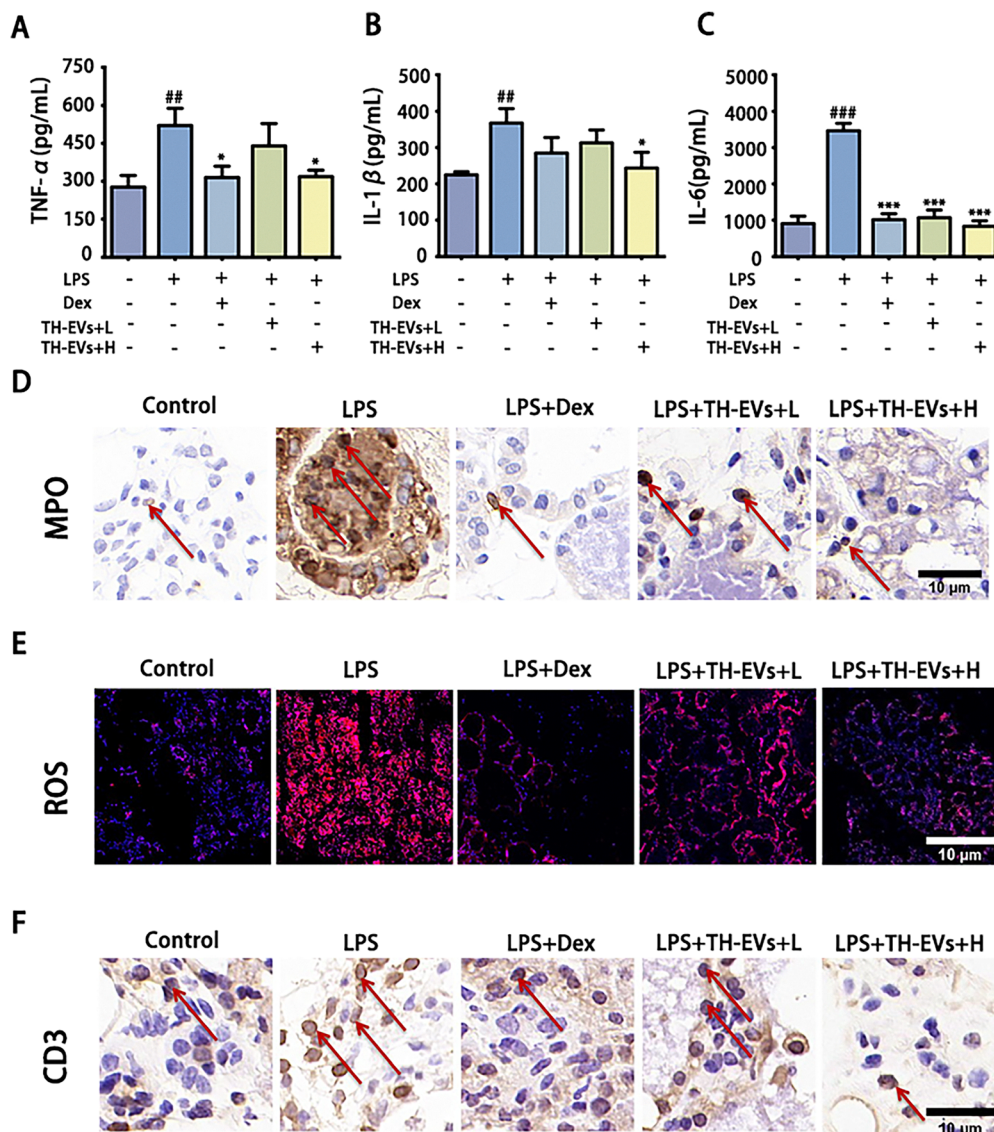 A
B
C
TNF-α(pg/mL)
750
600
450
300
150
0
##
*
*
IL-1β(pg/mL)
500
400
300
200
100
0
##
*
IL-6(pg/mL)
5000
4000
3000
2000
1000
0
###
***
***
***
LPS - + + + +
Dex - - + - -
TH-EVs+L - - - + -
TH-EVs+H - - - - +
LPS - + + + +
Dex - - + - -
TH-EVs+L - - - + -
TH-EVs+H - - - - +
LPS - + + + +
Dex - - + - -
TH-EVs+L - - - + -
TH-EVs+H - - - - +
D
Control
LPS
LPS+Dex
LPS+TH-EVs+L
LPS+TH-EVs+H
MPO
10 μm
E
Control
LPS
LPS+Dex
LPS+TH-EVs+L
LPS+TH-EVs+H
ROS
10 μm
F
Control
LPS
LPS+Dex
LPS+TH-EVs+L
LPS+TH-EVs+H
CD3
10 μm